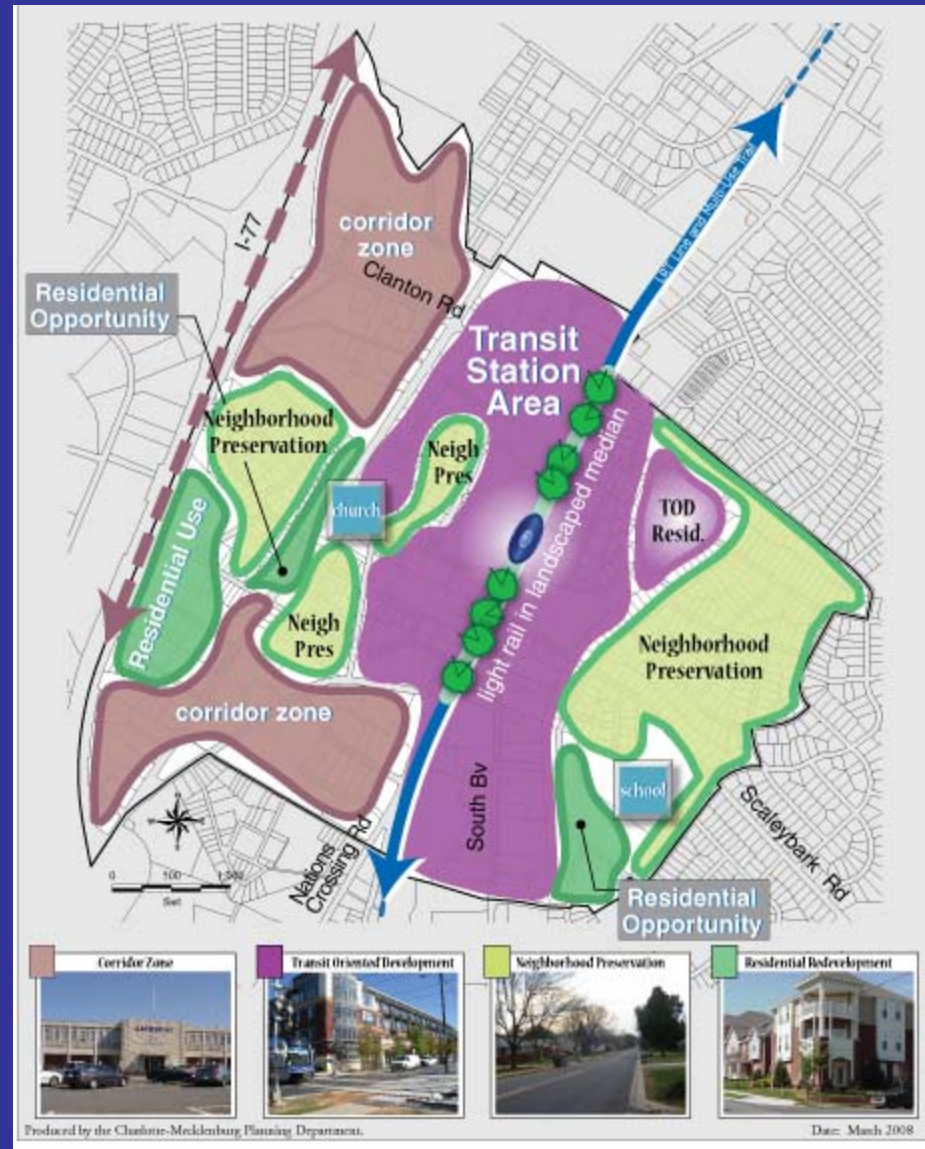 I-77
corridor
zone
Clanton Rd
Residential
Opportunity
Transit
Station
Area
LRT Line and Multi-Use Trail
Neighborhood
Preservation
Neigh
Pres
church
light rail in landscaped median
TOD
Resid.
Residential Use
Neigh
Pres
Neighborhood
Preservation
corridor zone
South Bv
school
Scaleybark Rd
Nations
Crossing Rd
Residential
Opportunity
Corridor Zone
Transit Oriented Development
Neighborhood Preservation
Residential Redevelopment
Produced by the Charlotte-Mecklenburg Planning Department.
Date: March 2008